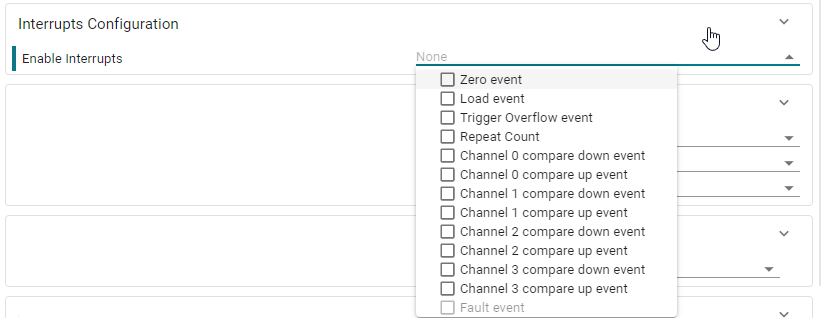 Interrupts Configuration
Enable Interrupts
None
Zero event
Load event
Trigger Overflow event
Repeat Count
Channel 0 compare down event
Channel 0 compare up event
Channel 1 compare down event
Channel 1 compare up event
Channel 2 compare down event
Channel 2 compare up event
Channel 3 compare down event
Channel 3 compare up event
Fault event